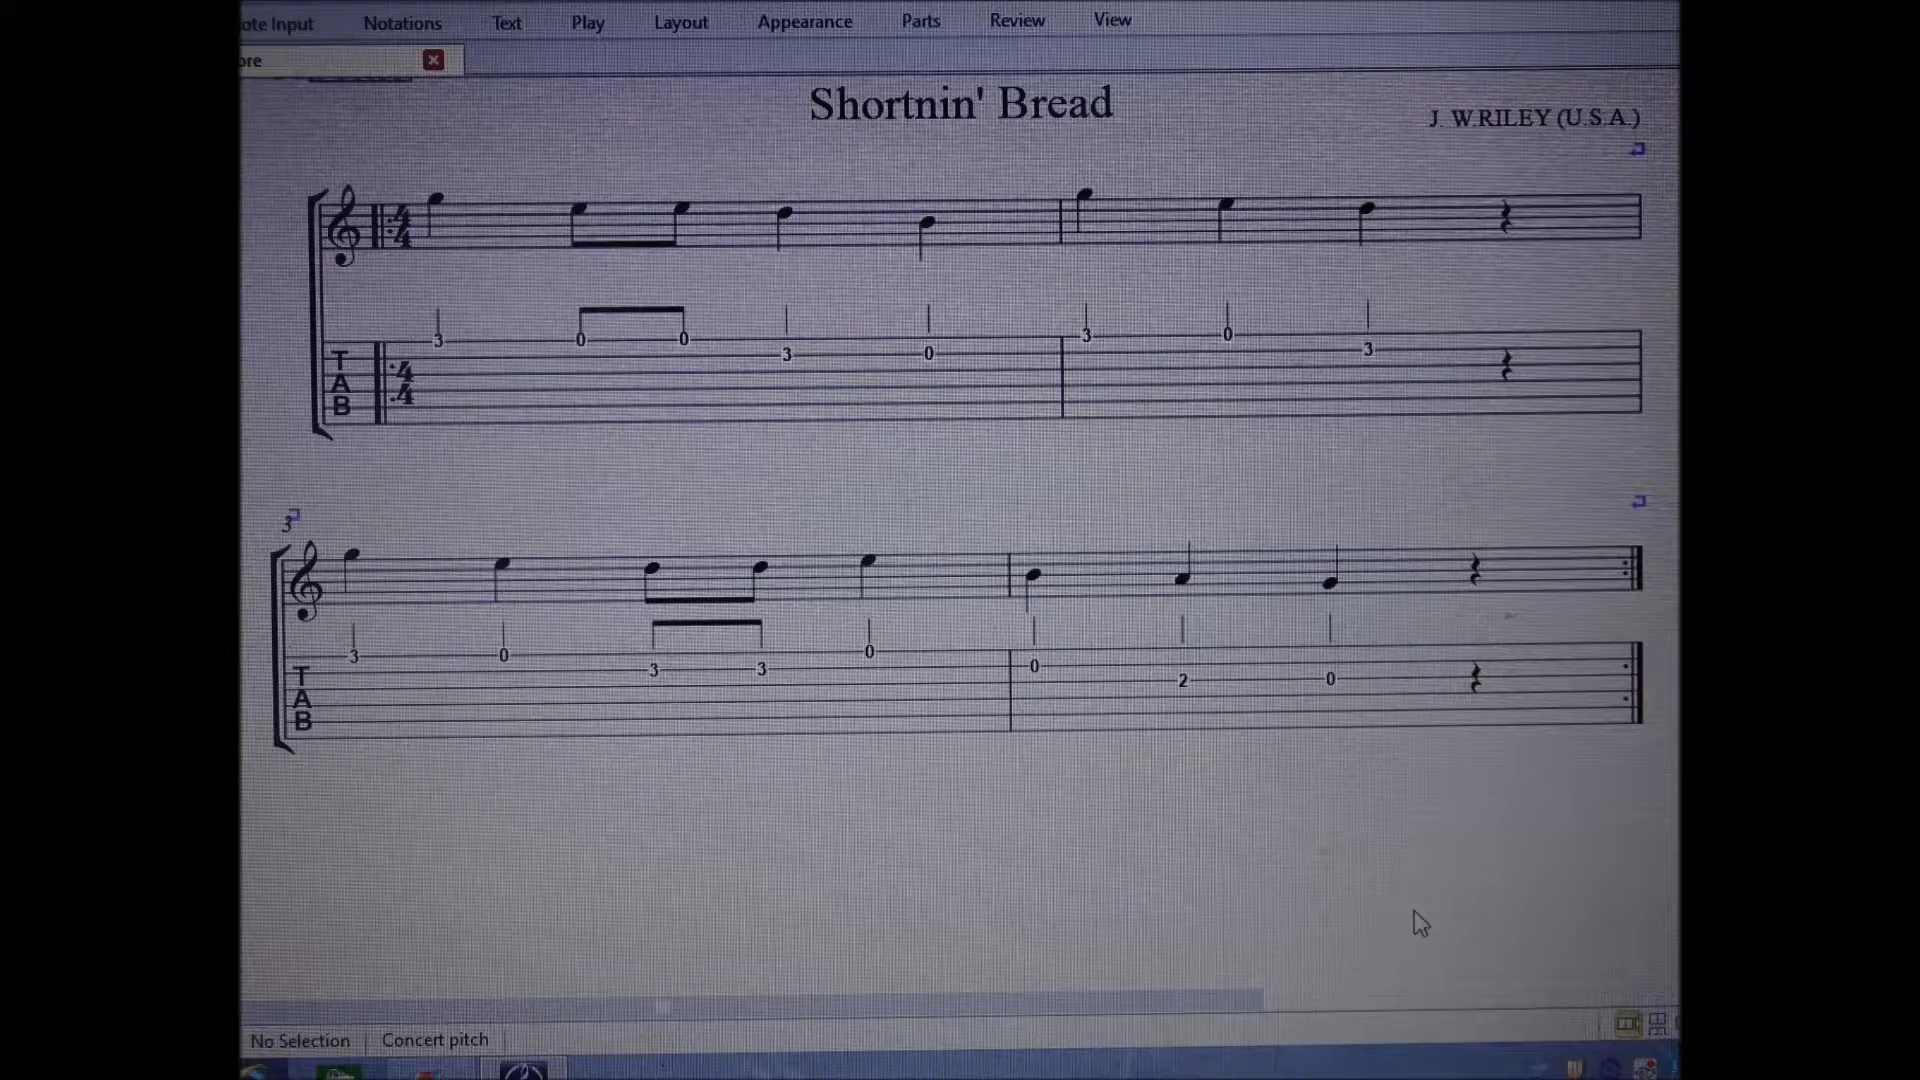 ote Input Notations Text Play Layout Appearance Parts Review View
ore
Shortnin' Bread
J. W.RILEY (U.S.A.)
4
4
3 0 0 3 0 3 0 3
T
A
B
4
4
3
3 0 3 3 0 0 2 0
T
A
B
No Selection Concert pitch